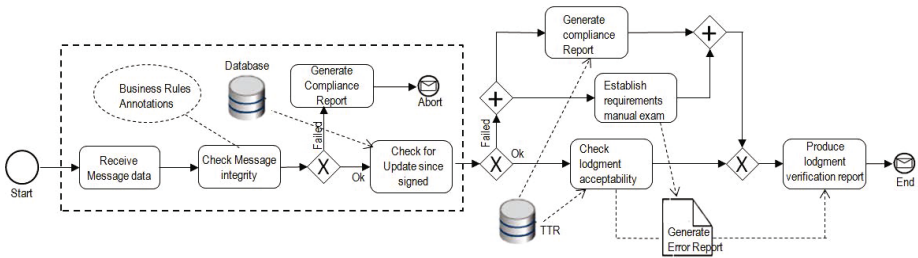 Start
Receive
Message data
Business Rules
Annotations
Check Message
integrity
Database
X
Failed
Ok
Generate
Compliance
Report
Abort
Check for
Update since
signed
X
Failed
Ok
+
Generate
compliance
Report
Establish
requirements
manual exam
+
Check
lodgment
acceptability
TTR
Generate
Error Report
X
Produce
lodgment
verification report
End